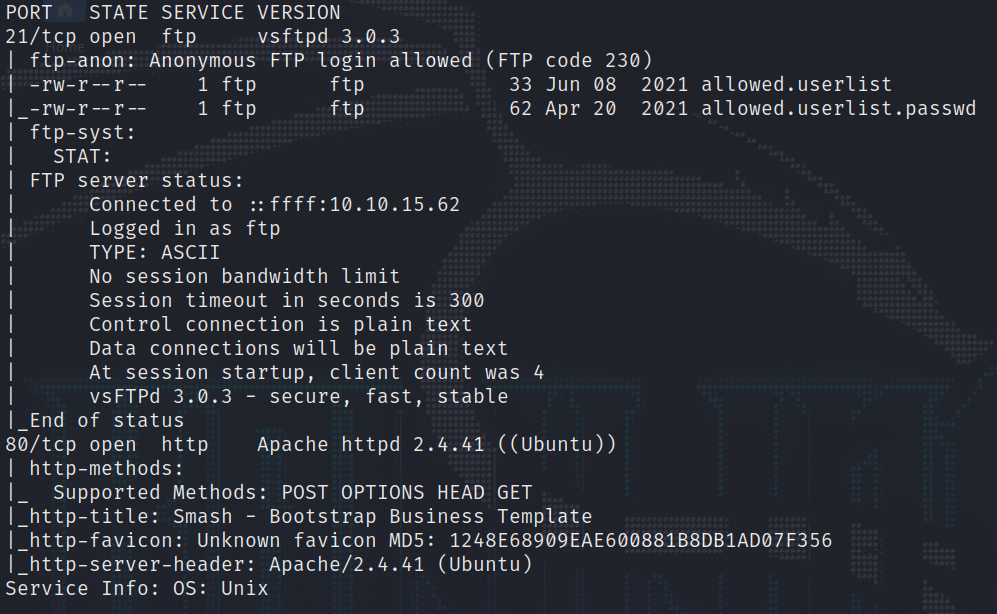 PORT   STATE SERVICE VERSION
21/tcp open  ftp     vsftpd 3.0.3
| ftp-anon: Anonymous FTP login allowed (FTP code 230)
| -rw-r--r--    1 ftp      ftp            33 Jun 08  2021 allowed.userlist
|_-rw-r--r--    1 ftp      ftp            62 Apr 20  2021 allowed.userlist.passwd
| ftp-syst:
|   STAT:
| FTP server status:
|      Connected to ::ffff:10.10.15.62
|      Logged in as ftp
|      TYPE: ASCII
|      No session bandwidth limit
|      Session timeout in seconds is 300
|      Control connection is plain text
|      Data connections will be plain text
|      At session startup, client count was 4
|      vsFTPd 3.0.3 - secure, fast, stable
|_End of status
80/tcp open  http    Apache httpd 2.4.41 ((Ubuntu))
| http-methods:
|_  Supported Methods: POST OPTIONS HEAD GET
|_http-title: Smash - Bootstrap Business Template
|_http-favicon: Unknown favicon MD5: 1248E68909EAE600881B8DB1AD07F356
|_http-server-header: Apache/2.4.41 (Ubuntu)
Service Info: OS: Unix